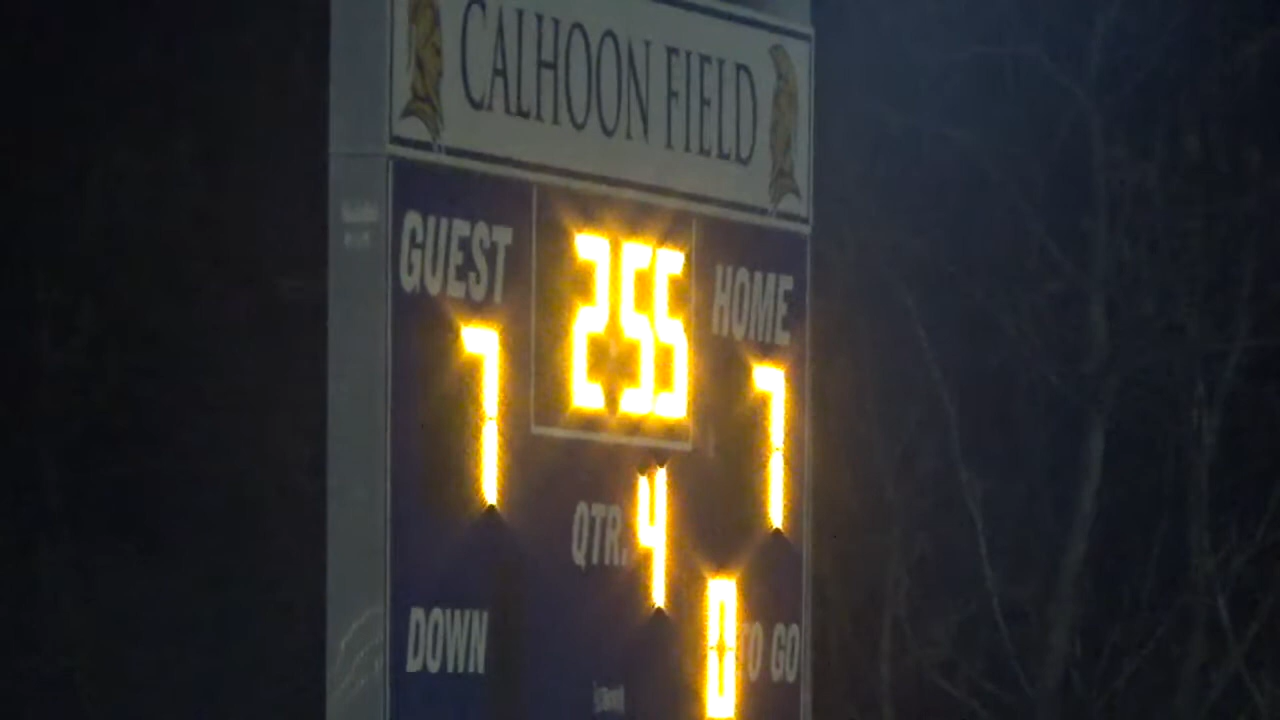 CALHOON FIELD
GUEST 255 HOME
7 7
QTR. 4
DOWN 0 TO GO